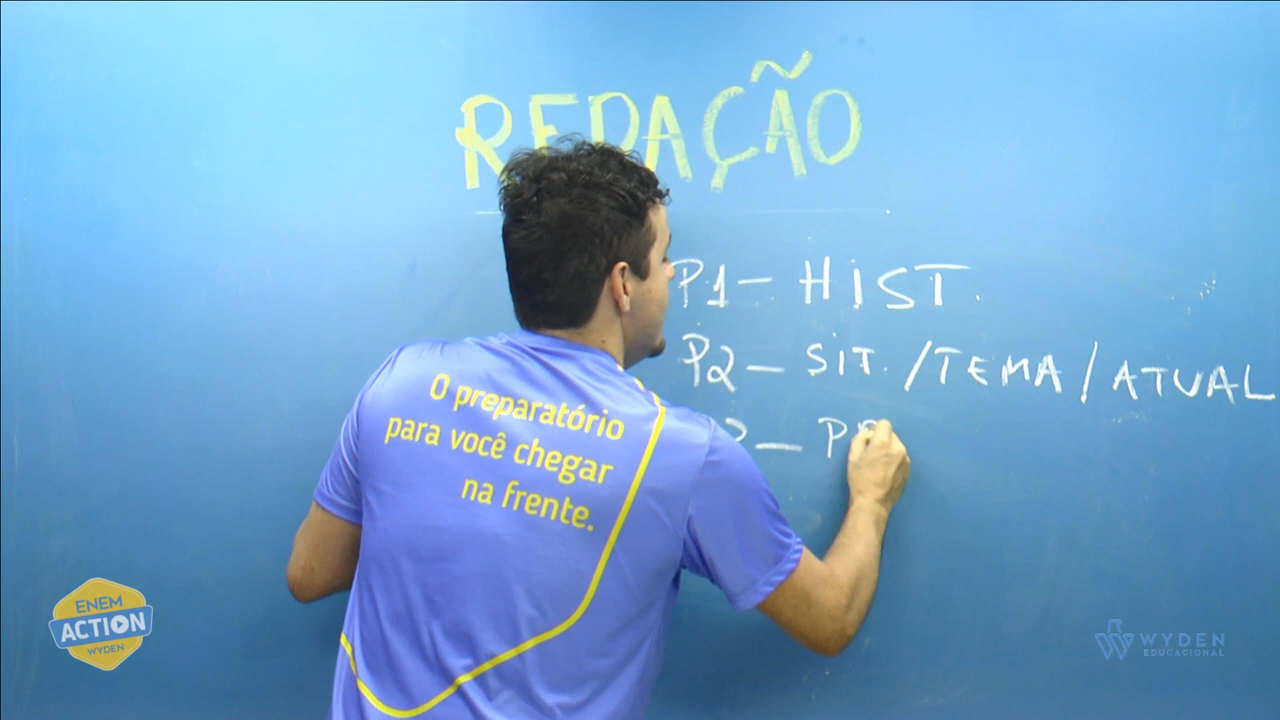 REDAÇÃO
P1 - HIST.
P2 - SIT. / TEMA / ATUAL
O preparatório
para você chegar
na frente.
ENEM
ACTION
WYDEN
WYDEN
EDUCACIONAL